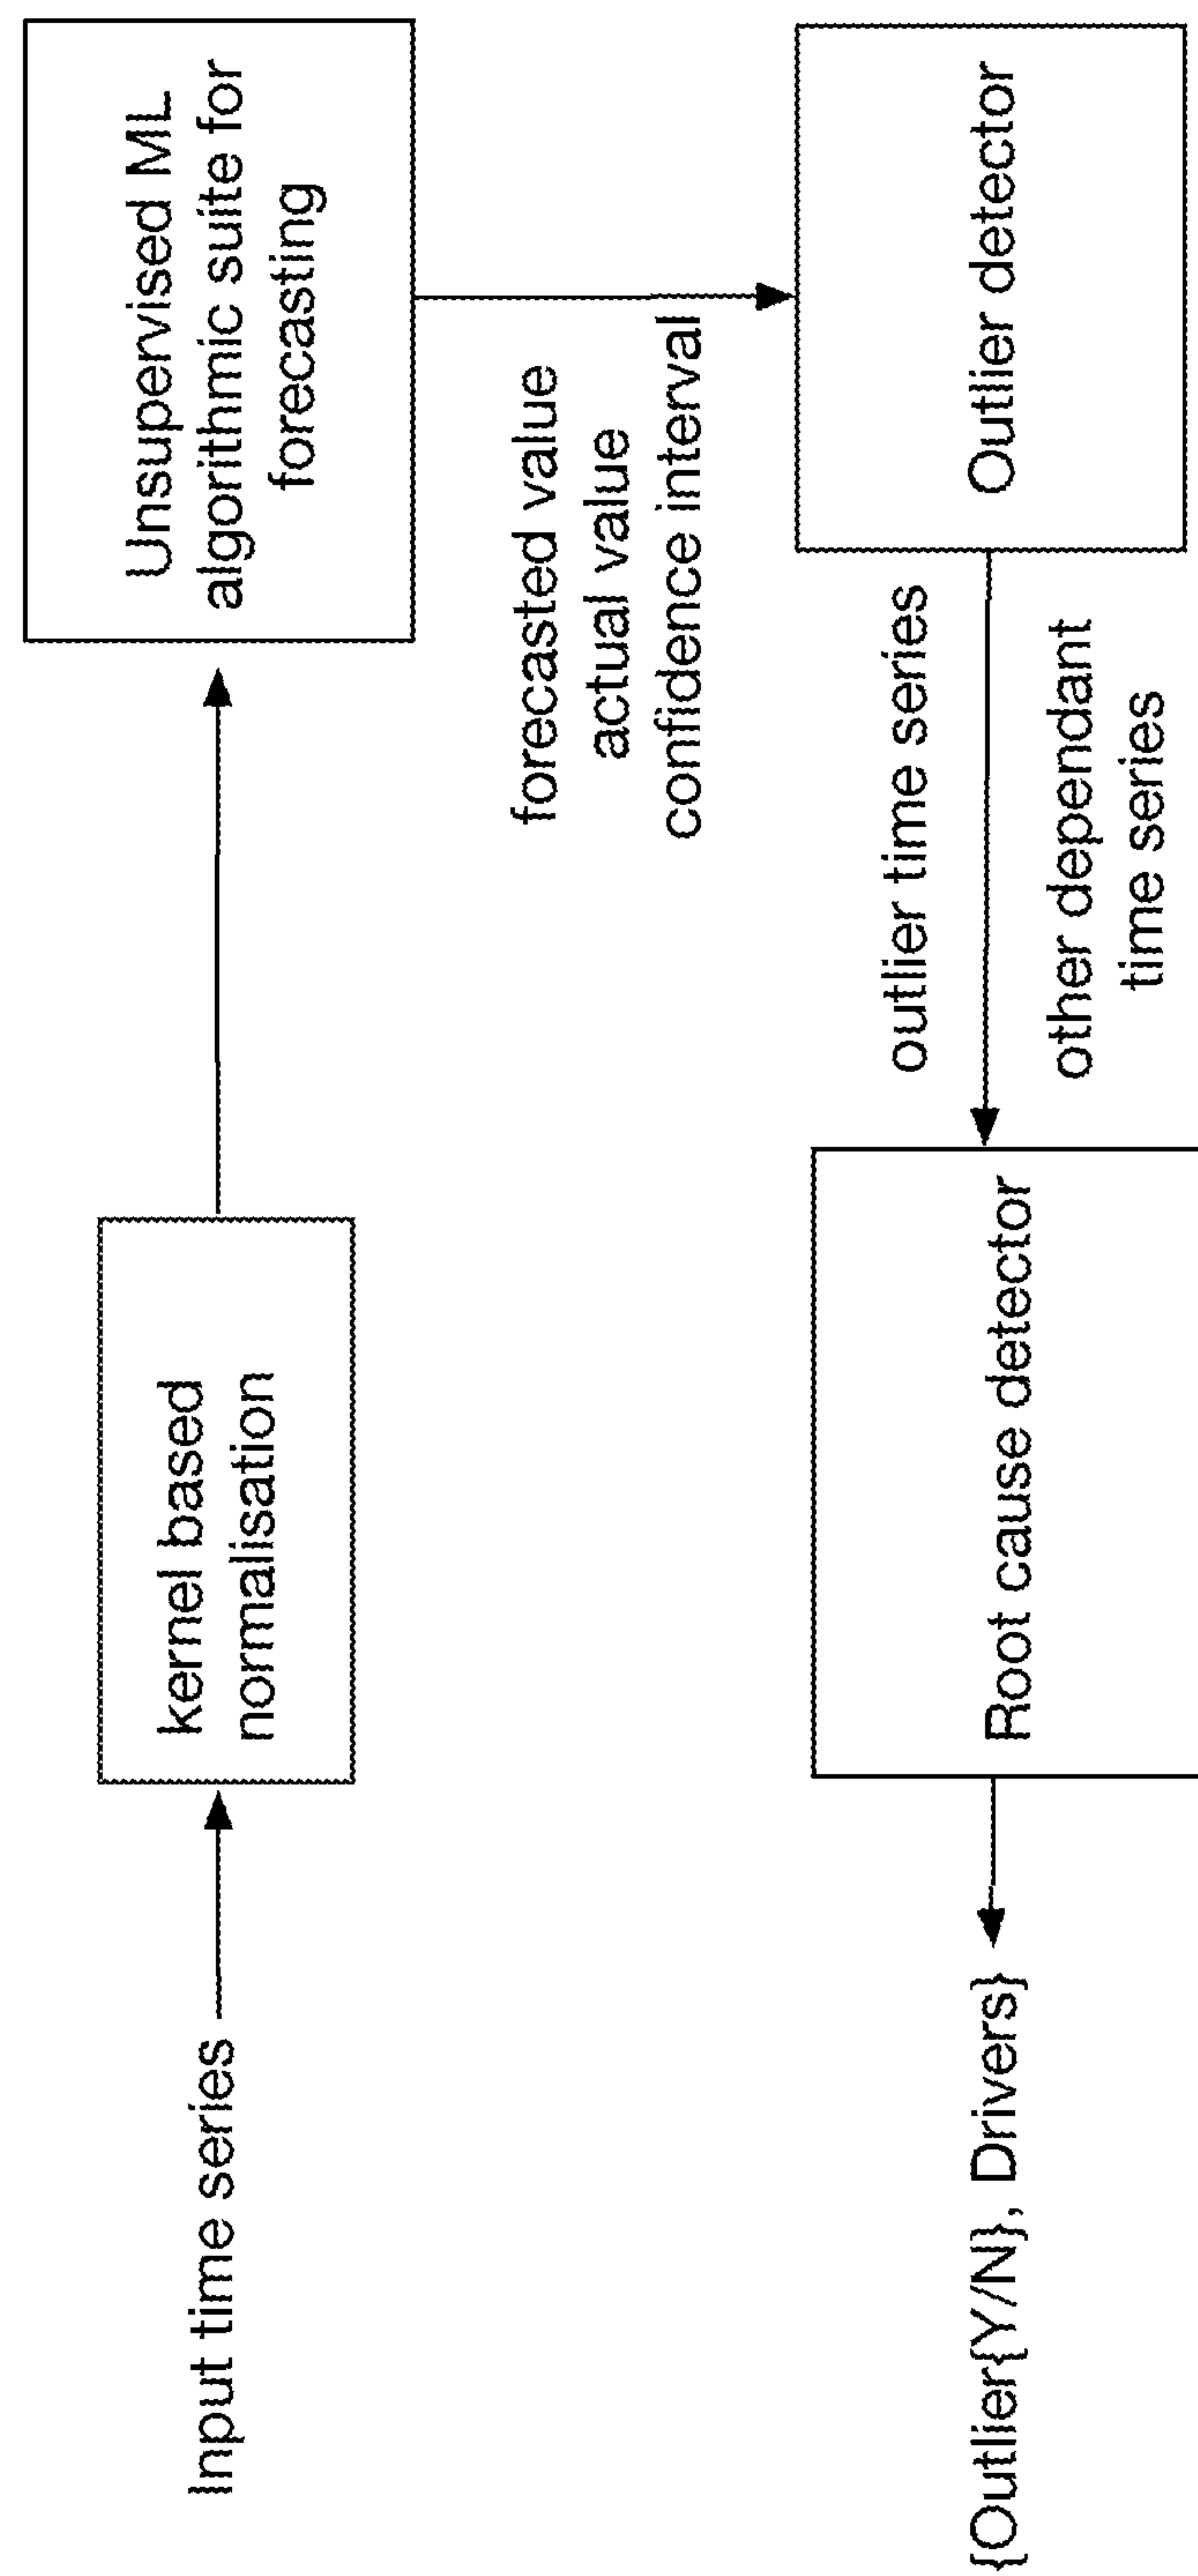 Input time series
kernel based
normalisation
Unsupervised ML
algorithmic suite for
forecasting
forecasted value
actual value
confidence interval
Outlier detector
outlier time series
other dependant
time series
Root cause detector
{Outlier{Y/N}, Drivers}